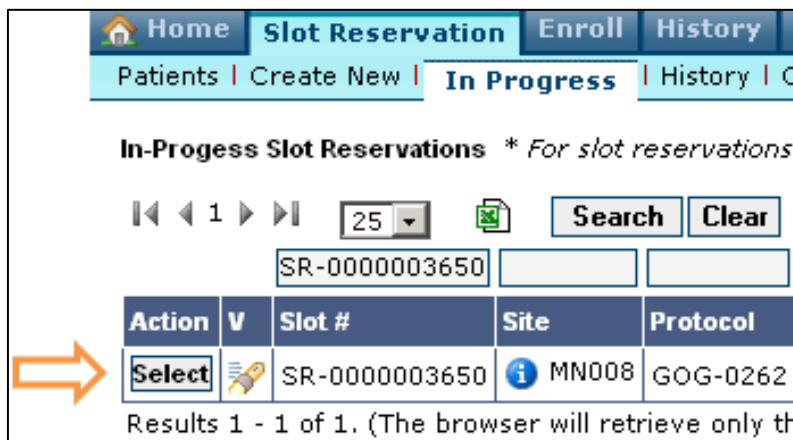 Home Slot Reservation Enroll History
Patients | Create New | In Progress | History |
In-Progess Slot Reservations * For slot reservations
1 25 Search Clear
SR-0000003650
Action V Slot # Site Protocol
Select SR-0000003650 MN008 GOG-0262
Results 1 - 1 of 1. (The browser will retrieve only